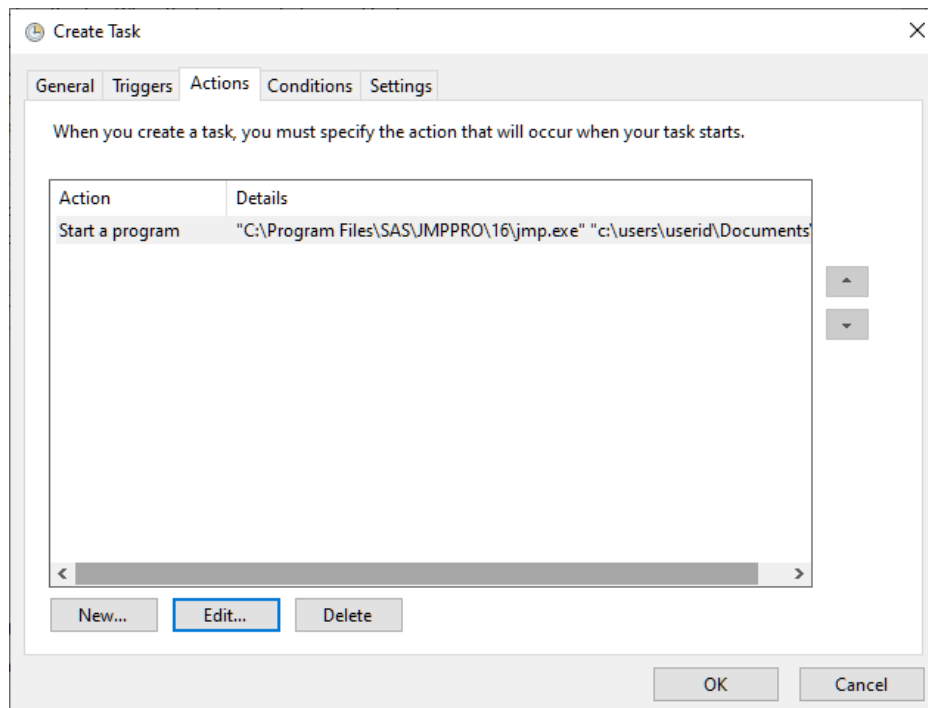 Create Task
General Triggers Actions Conditions Settings
When you create a task, you must specify the action that will occur when your task starts.
Action Details
Start a program "C:\Program Files\SAS\JMPPRO\16\jmp.exe" "c:\users\userid\Documents\
New... Edit... Delete
OK Cancel